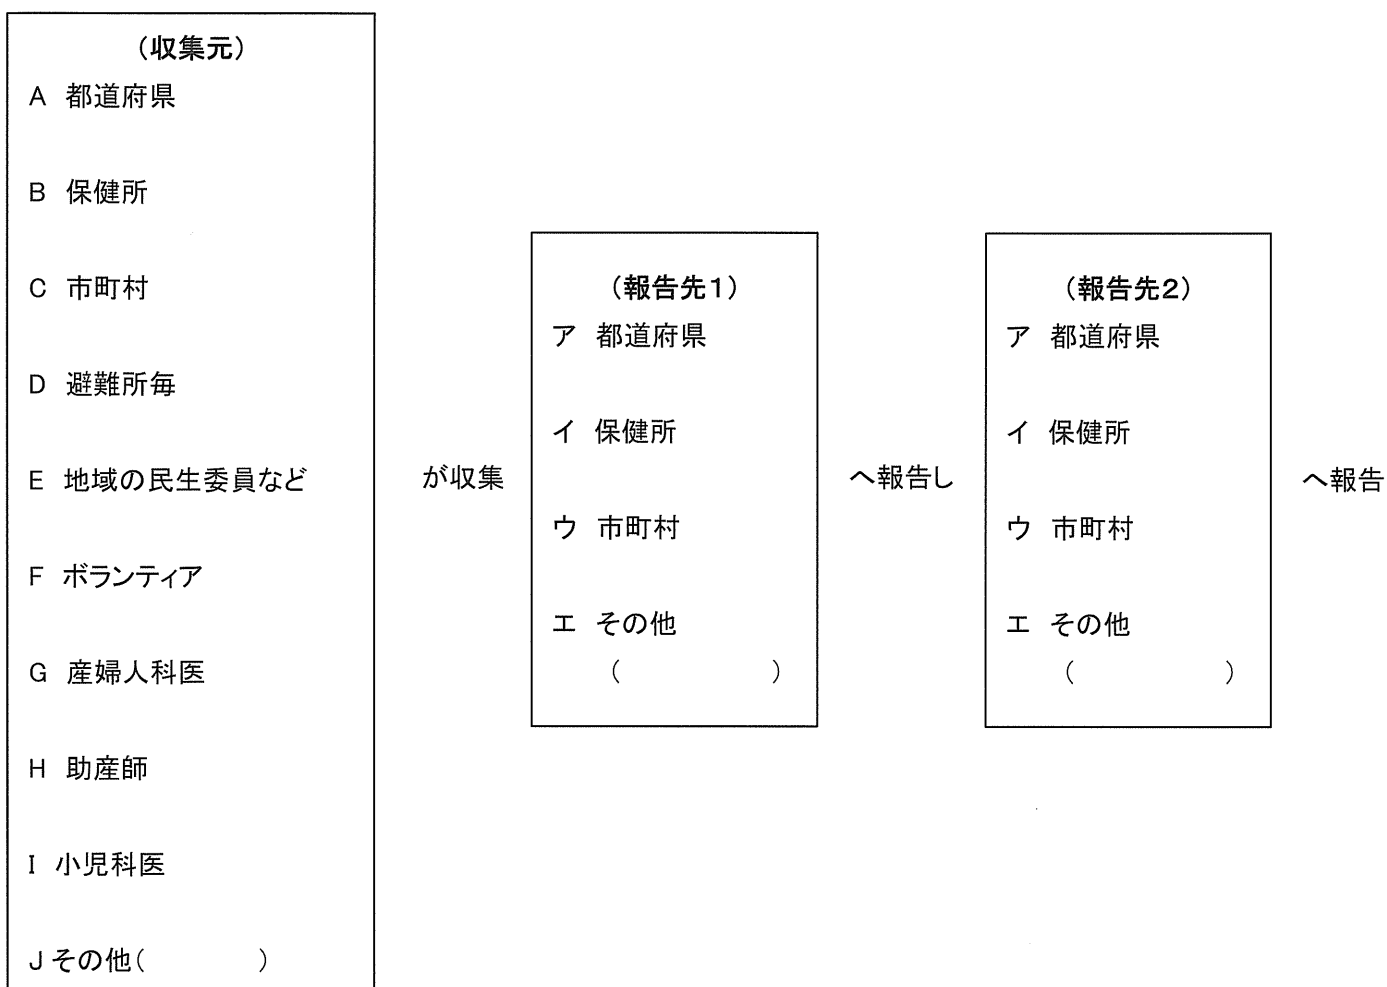 (収集元)
A 都道府県
B 保健所
C 市町村
D 避難所毎
E 地域の民生委員など
F ボランティア
G 産婦人科医
H 助産師
I 小児科医
J その他(　　　　)
が収集
(報告先1)
ア 都道府県
イ 保健所
ウ 市町村
エ その他
(　　　　　)
へ報告し
(報告先2)
ア 都道府県
イ 保健所
ウ 市町村
エ その他
(　　　　　)
へ報告